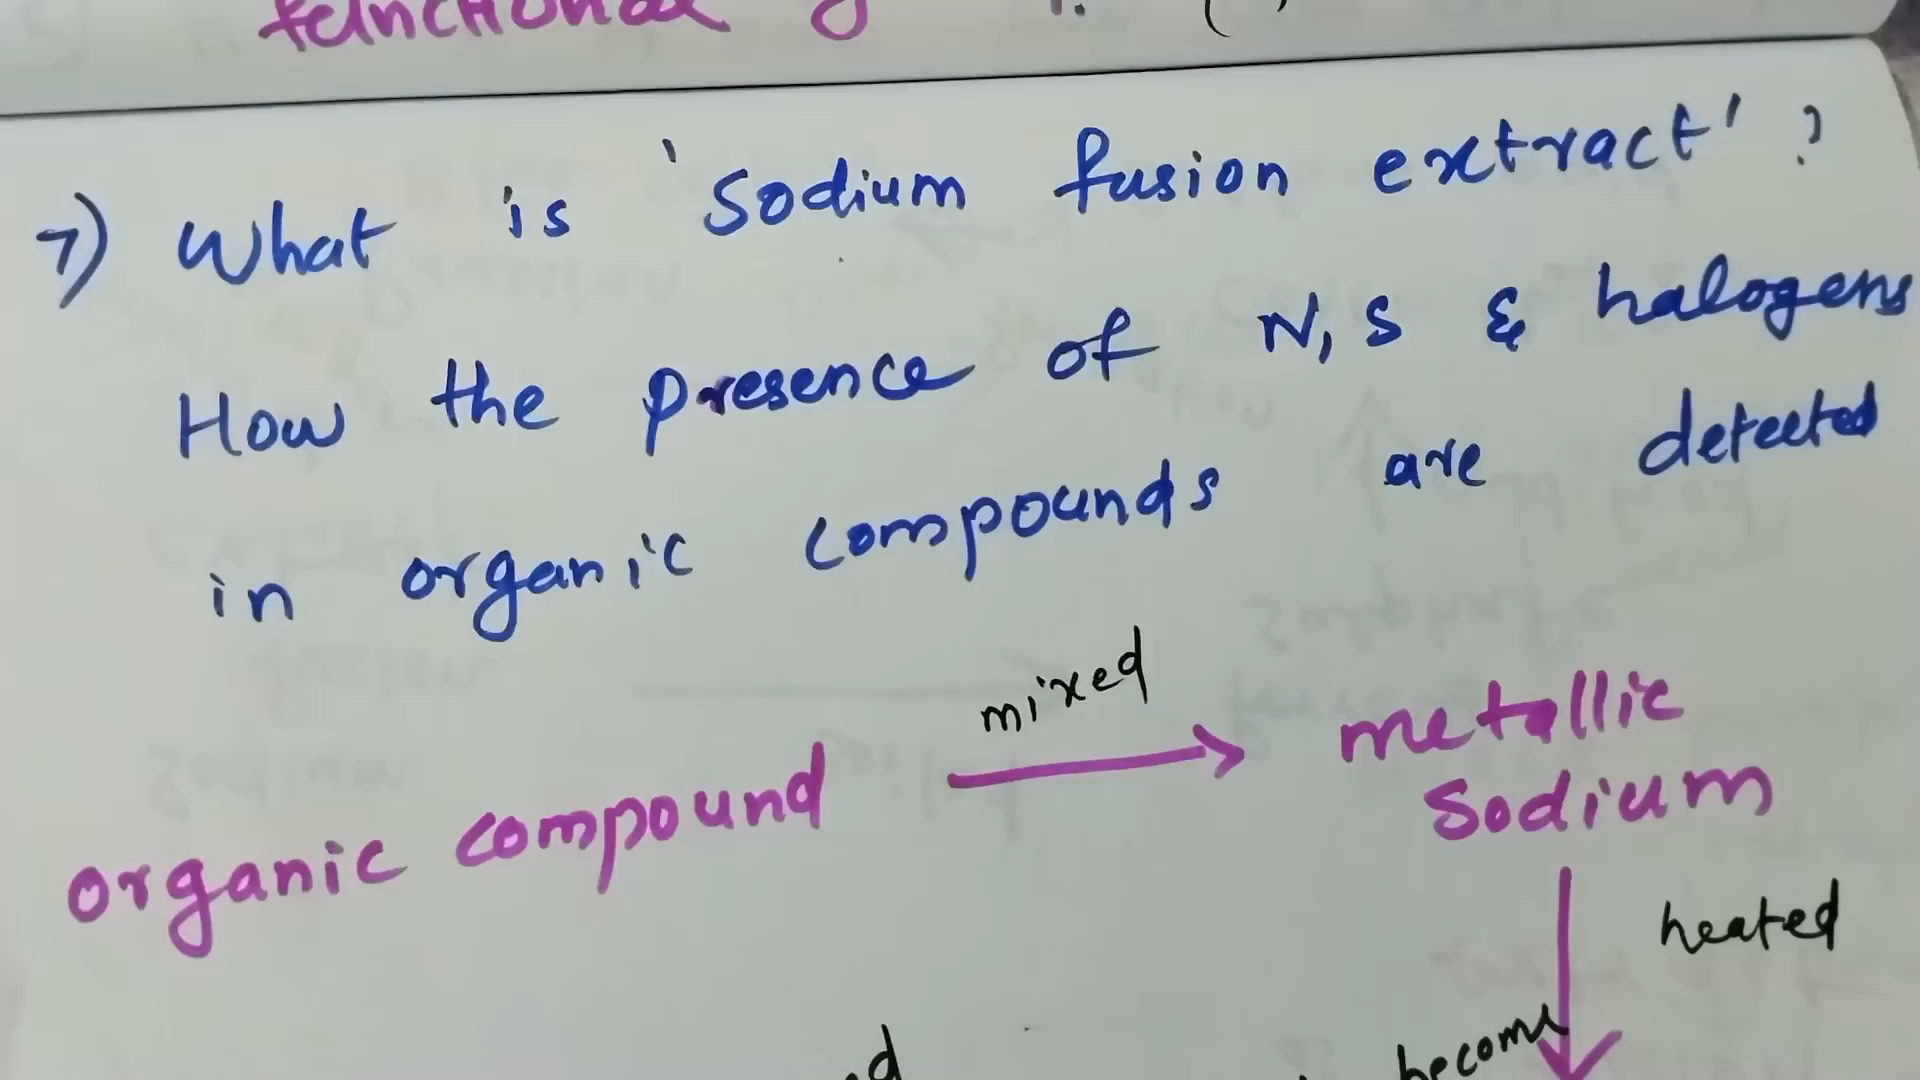 functional
7) What is 'Sodium fusion extract'?
How the presence of N, S & halogens
in organic compounds are detected
organic compound mixed metallic
Sodium
heated
become